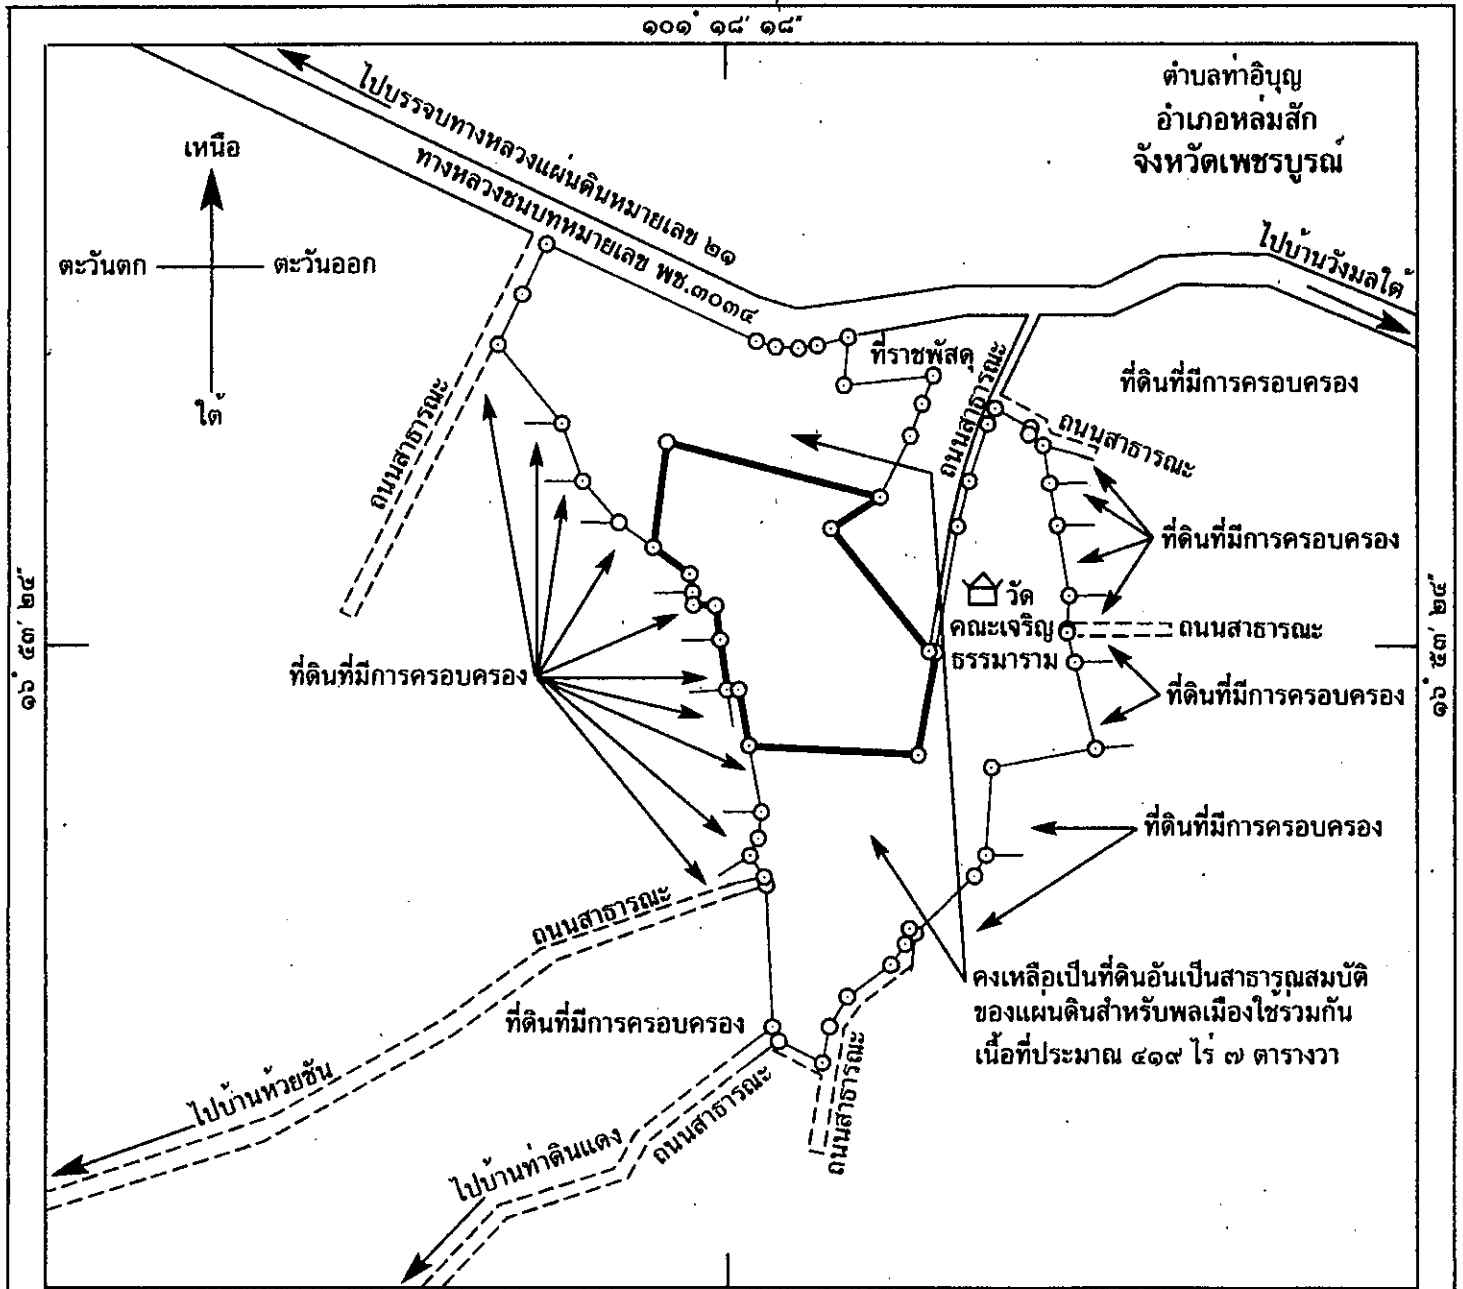 ๑๐๑° ๑๘′ ๑๘″
ตำบลท่าอิบุญ
อำเภอหล่มสัก
จังหวัดเพชรบูรณ์
เหนือ
ตะวันตก
ตะวันออก
ใต้
ไปบรรจบทางหลวงแผ่นดินหมายเลข ๒๑
ทางหลวงชนบทหมายเลข พช.๓๐๓๔
ไปบ้านวังมลใต้
ที่ราชพัสดุ
ถนนสาธารณะ
ถนนสาธารณะ
ที่ดินที่มีการครอบครอง
ถนนสาธารณะ
ที่ดินที่มีการครอบครอง
๑๖° ๕๓′ ๒๔″
๑๖° ๕๓′ ๒๔″
วัด
คณะเจริญ
ธรรมาราม
ถนนสาธารณะ
ที่ดินที่มีการครอบครอง
ที่ดินที่มีการครอบครอง
ที่ดินที่มีการครอบครอง
ถนนสาธารณะ
คงเหลือเป็นที่ดินอันเป็นสาธารณสมบัติ
ของแผ่นดินสำหรับพลเมืองใช้ร่วมกัน
เนื้อที่ประมาณ ๔๑๙ ไร่ ๗ ตารางวา
ที่ดินที่มีการครอบครอง
ไปบ้านห้วยชัน
ไปบ้านท่าดินแดง
ถนนสาธารณะ
ถนนสาธารณะ